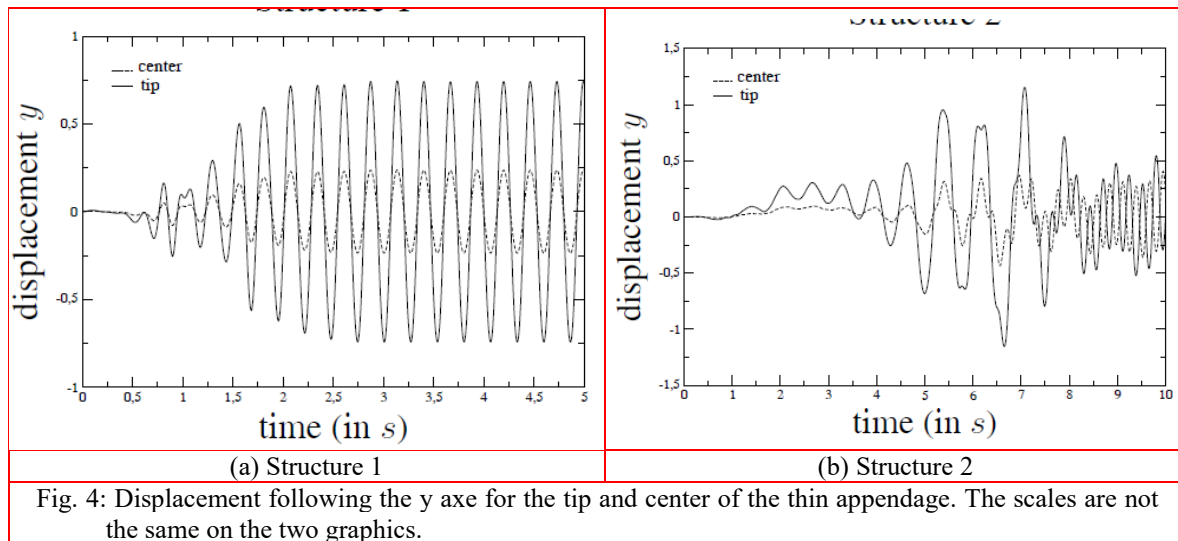 Structure 1
center
tip
displacement y
1
0,5
0
-0,5
-1
0 0,5 1 1,5 2 2,5 3 3,5 4 4,5 5
time (in s)
(a) Structure 1
Structure 2
center
tip
displacement y
1,5
1
0,5
0
-0,5
-1
-1,5
0 1 2 3 4 5 6 7 8 9 10
time (in s)
(b) Structure 2
Fig. 4: Displacement following the y axe for the tip and center of the thin appendage. The scales are not
the same on the two graphics.